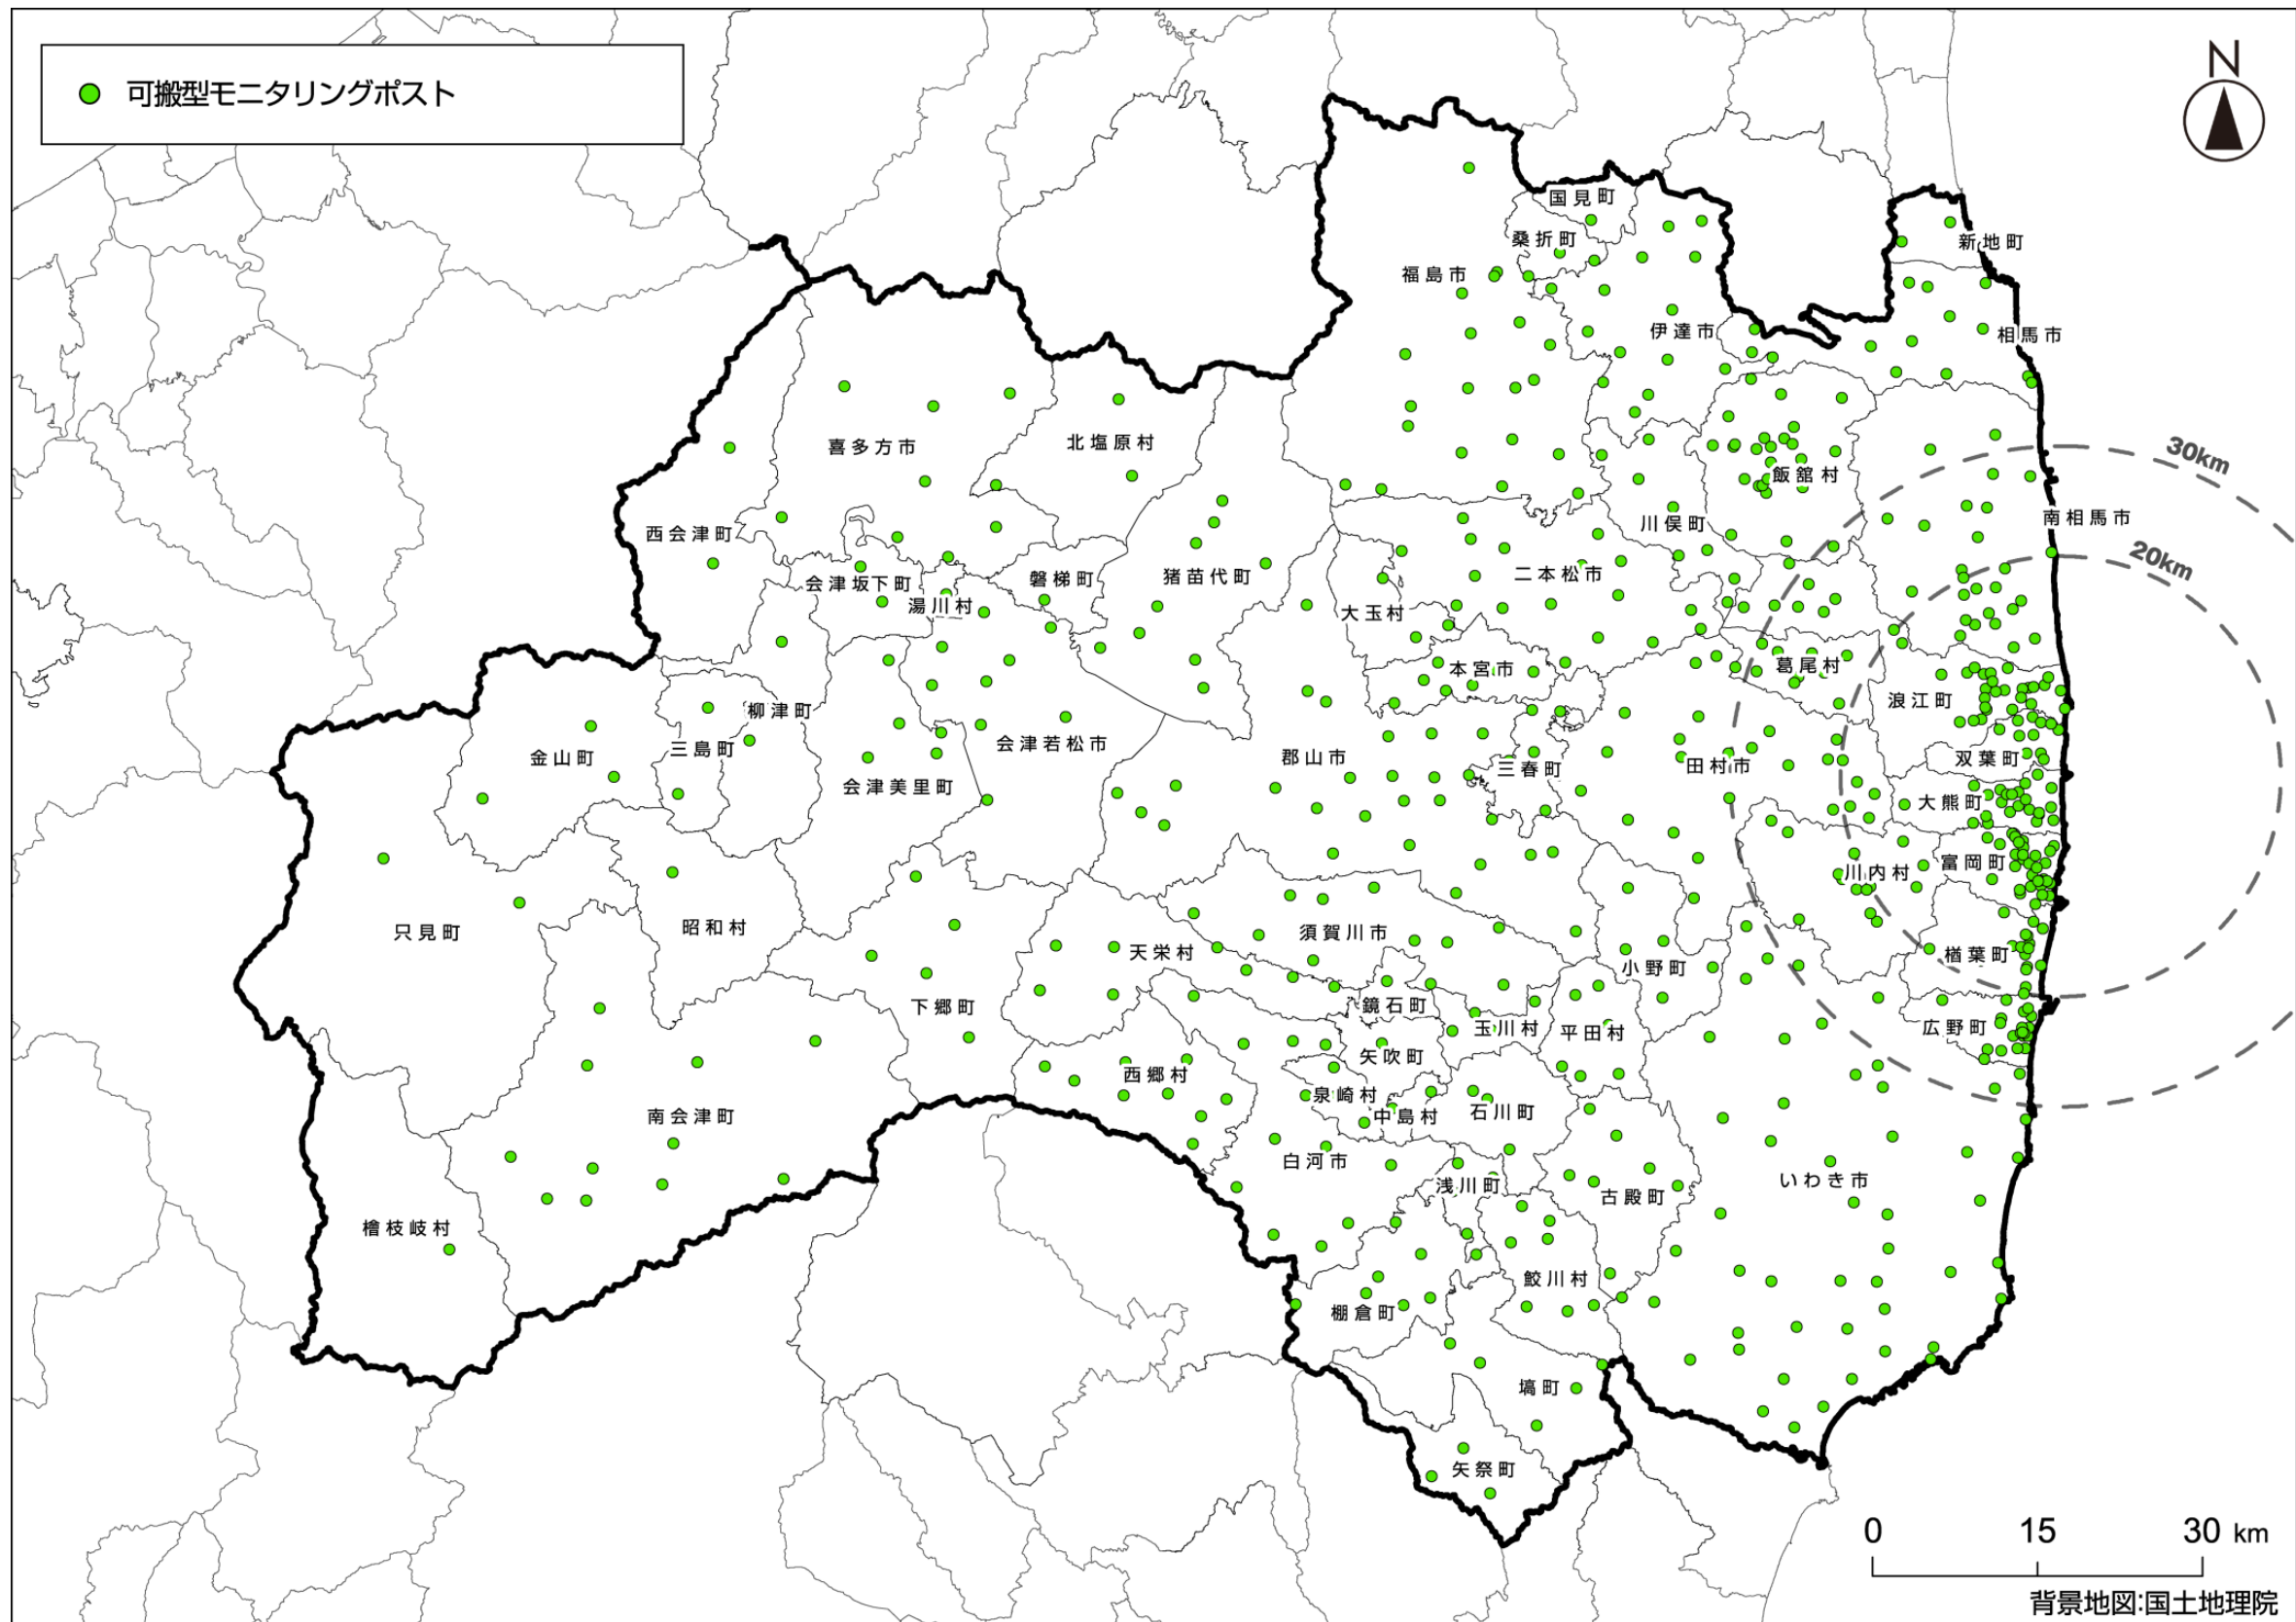 可搬型モニタリングポスト
N
国見町
桑折町
新地町
福島市
伊達市
相馬市
喜多方市
北塩原村
30km
飯舘村
西会津町
川俣町
南相馬市
20km
会津坂下町
磐梯町
猪苗代町
二本松市
湯川村
大玉村
本宮市
葛尾村
柳津町
浪江町
三島町
会津若松市
金山町
郡山市
三春町
田村市
双葉町
会津美里町
大熊町
川内村
富岡町
只見町
昭和村
須賀川市
天栄村
小野町
楢葉町
下郷町
鏡石町
玉川村
平田村
広野町
矢吹町
西郷村
泉崎村
中島村
石川町
南会津町
白河市
浅川町
古殿町
いわき市
檜枝岐村
鮫川村
棚倉町
塙町
矢祭町
0 15 30 km
背景地図:国土地理院